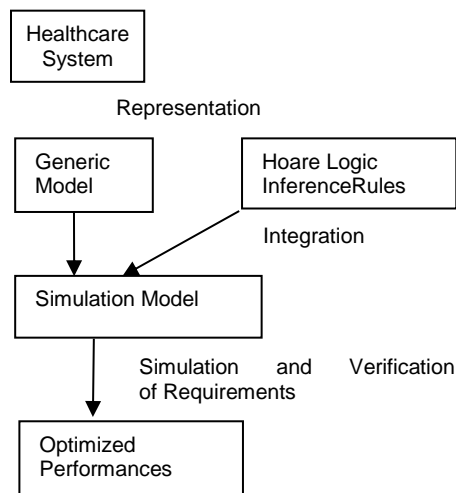 Healthcare
System
Representation
Generic
Model
Hoare Logic
InferenceRules
Integration
Simulation Model
Simulation and Verification
of Requirements
Optimized
Performances